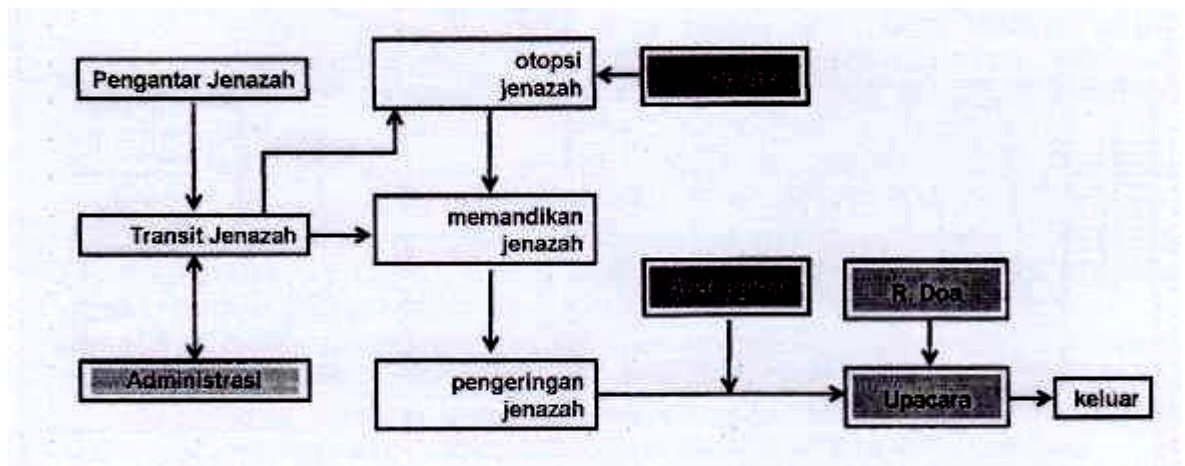 Pengantar Jenazah
otopsi
jenazah
Transit Jenazah
memandikan
jenazah
R. Doa
Administrasi
pengeringan
jenazah
Upacara
keluar